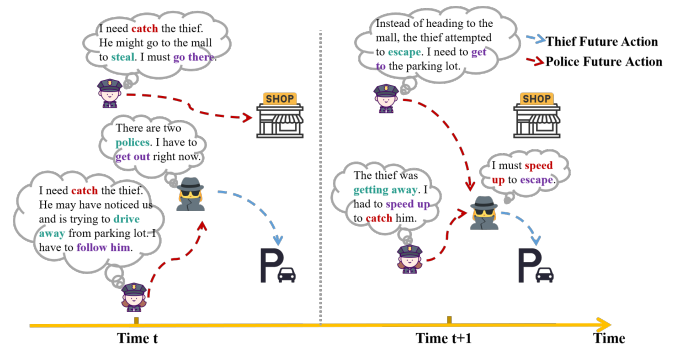 I need catch the thief.
He might go to the mall
to steal. I must go there.
SHOP
There are two
polices. I have to
get out right now.
I need catch the thief.
He may have noticed us
and is trying to drive
away from parking lot. I
have to follow him.
P
Instead of heading to the
mall, the thief attempted
to escape. I need to get
to the parking lot.
Thief Future Action
Police Future Action
SHOP
The thief was
getting away. I
had to speed up
to catch him.
I must speed
up to escape.
P
Time t
Time t+1
Time